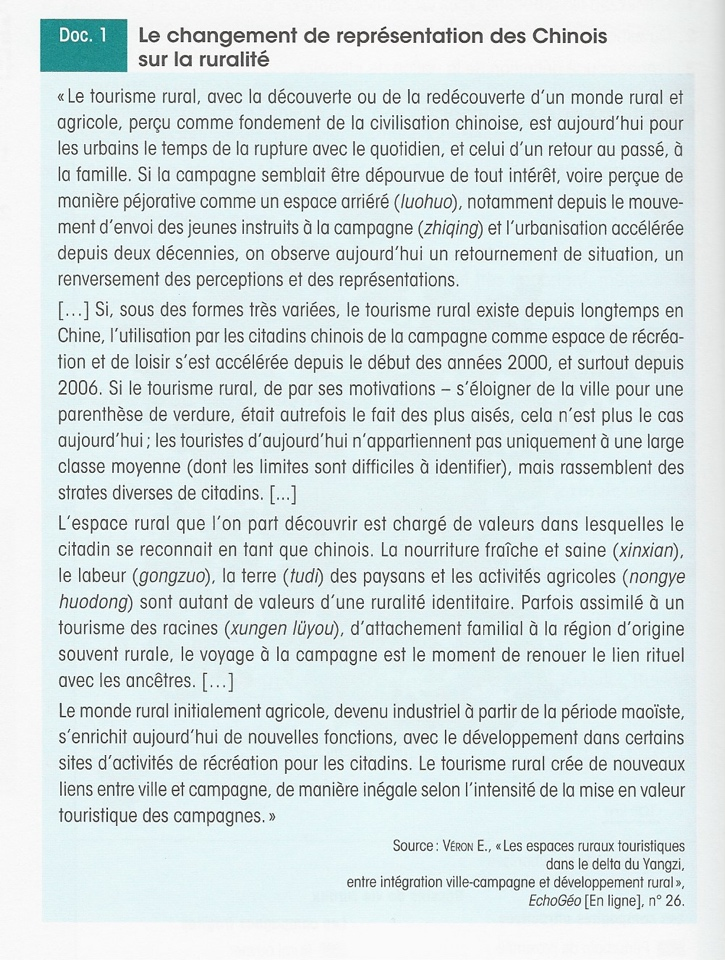 Doc. 1
Le changement de représentation des Chinois
sur la ruralité
« Le tourisme rural, avec la découverte ou de la redécouverte d'un monde rural et
agricole, perçu comme fondement de la civilisation chinoise, est aujourd'hui pour
les urbains le temps de la rupture avec le quotidien, et celui d'un retour au passé, à
la famille. Si la campagne semblait être dépourvue de tout intérêt, voire perçue de
manière péjorative comme un espace arriéré (luohuo), notamment depuis le mouve-
ment d'envoi des jeunes instruits à la campagne (zhiqing) et l'urbanisation accélérée
depuis deux décennies, on observe aujourd'hui un retournement de situation, un
renversement des perceptions et des représentations.
[...] Si, sous des formes très variées, le tourisme rural existe depuis longtemps en
Chine, l'utilisation par les citadins chinois de la campagne comme espace de récréa-
tion et de loisir s'est accélérée depuis le début des années 2000, et surtout depuis
2006. Si le tourisme rural, de par ses motivations – s'éloigner de la ville pour une
parenthèse de verdure, était autrefois le fait des plus aisés, cela n'est plus le cas
aujourd'hui ; les touristes d'aujourd'hui n'appartiennent pas uniquement à une large
classe moyenne (dont les limites sont difficiles à identifier), mais rassemblent des
strates diverses de citadins. [...]
L'espace rural que l'on part découvrir est chargé de valeurs dans lesquelles le
citadin se reconnait en tant que chinois. La nourriture fraîche et saine (xinxian),
le labeur (gongzuo), la terre (tudi) des paysans et les activités agricoles (nongye
huodong) sont autant de valeurs d'une ruralité identitaire. Parfois assimilé à un
tourisme des racines (xungen lüyou), d'attachement familial à la région d'origine
souvent rurale, le voyage à la campagne est le moment de renouer le lien rituel
avec les ancêtres. [...]
Le monde rural initialement agricole, devenu industriel à partir de la période maoïste,
s'enrichit aujourd'hui de nouvelles fonctions, avec le développement dans certains
sites d'activités de récréation pour les citadins. Le tourisme rural crée de nouveaux
liens entre ville et campagne, de manière inégale selon l'intensité de la mise en valeur
touristique des campagnes. »
Source : Véron E., « Les espaces ruraux touristiques
dans le delta du Yangzi,
entre intégration ville-campagne et développement rural »,
EchoGéo [En ligne], n° 26.